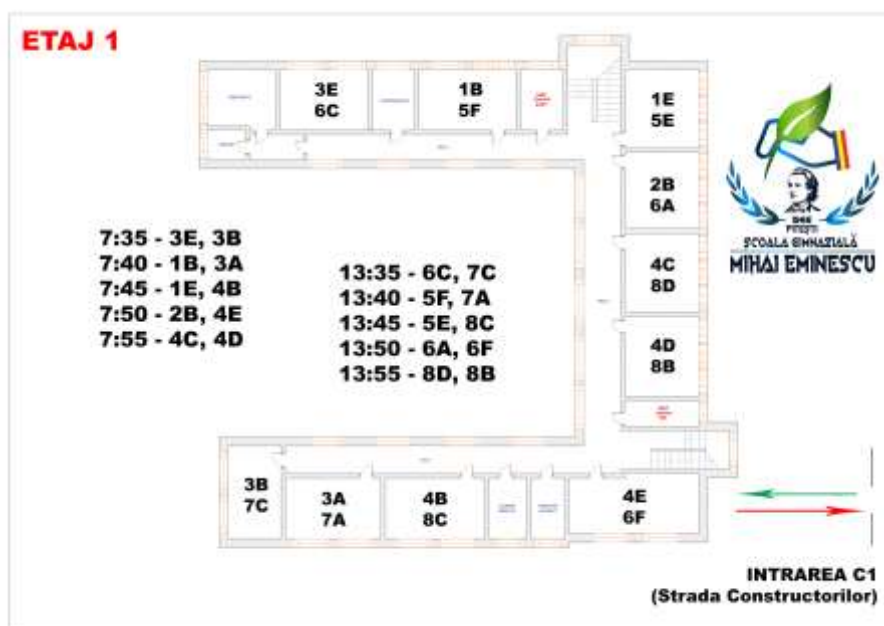 ETAJ 1
3E
6C
1B
5F
1E
5E
2B
6A
4C
8D
4D
8B
7:35 - 3E, 3B
7:40 - 1B, 3A
7:45 - 1E, 4B
7:50 - 2B, 4E
7:55 - 4C, 4D
13:35 - 6C, 7C
13:40 - 5F, 7A
13:45 - 5E, 8C
13:50 - 6A, 6F
13:55 - 8D, 8B
ȘCOALA GIMNAZIALĂ
MIHAI EMINESCU
3B
7C
3A
7A
4B
8C
4E
6F
INTRAREA C1
(Strada Constructorilor)